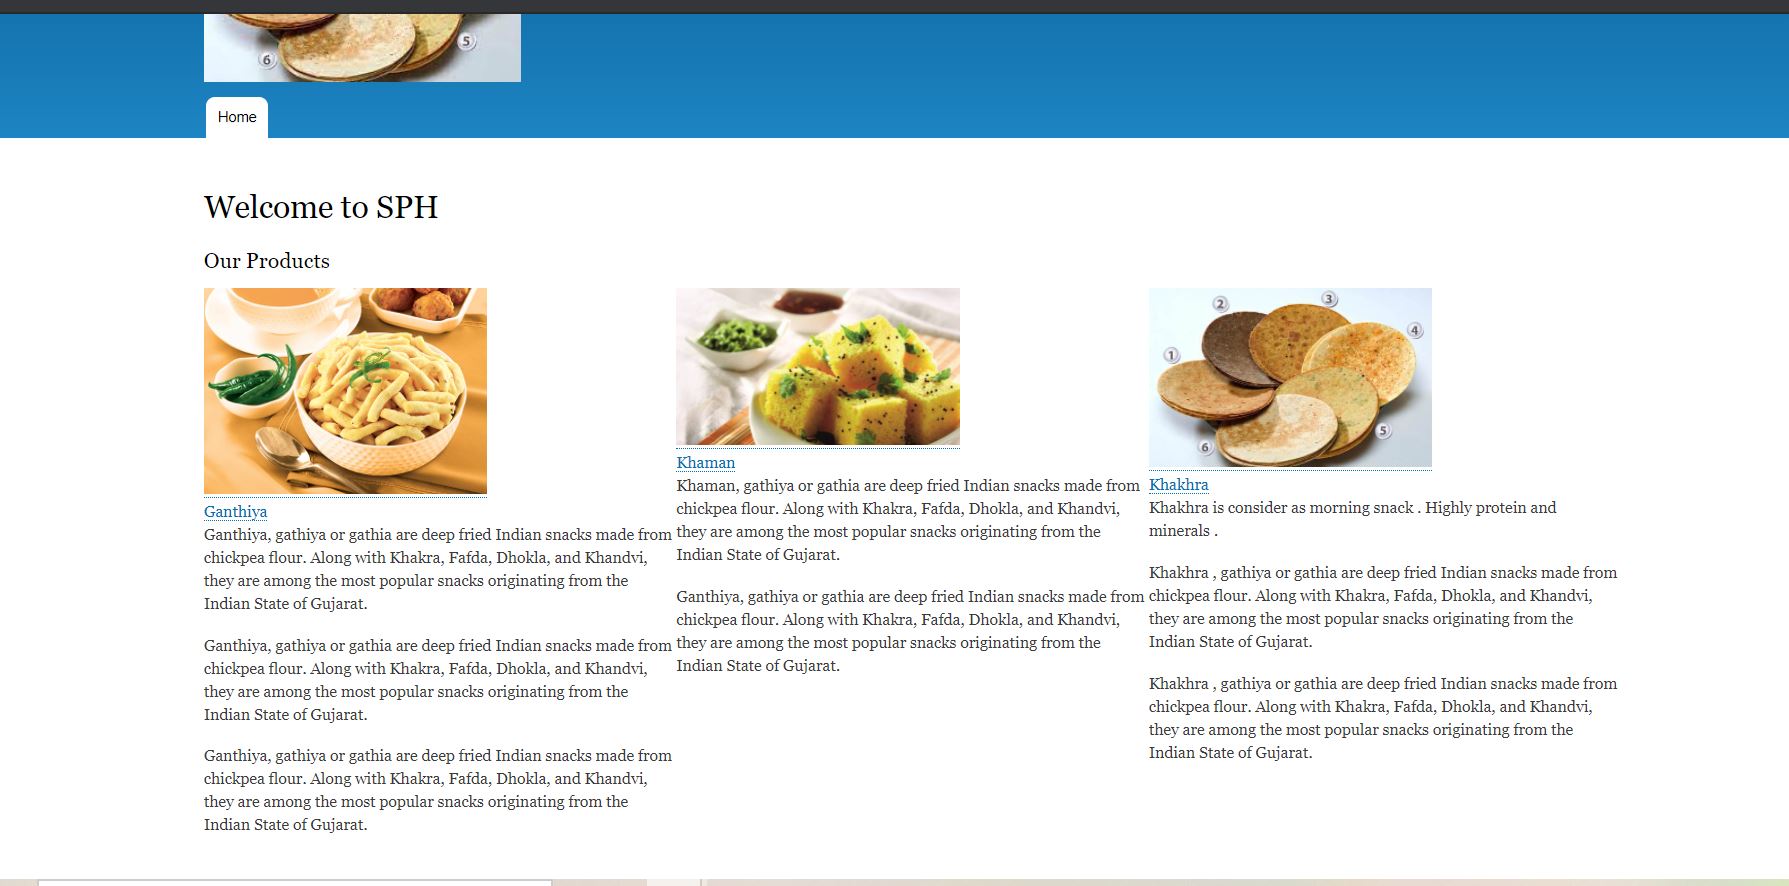 6
5
Home
Welcome to SPH
Our Products
Ganthiya
Ganthiya, gathiya or gathia are deep fried Indian snacks made from
chickpea flour. Along with Khakra, Fafda, Dhokla, and Khandvi,
they are among the most popular snacks originating from the
Indian State of Gujarat.
Ganthiya, gathiya or gathia are deep fried Indian snacks made from
chickpea flour. Along with Khakra, Fafda, Dhokla, and Khandvi,
they are among the most popular snacks originating from the
Indian State of Gujarat.
Ganthiya, gathiya or gathia are deep fried Indian snacks made from
chickpea flour. Along with Khakra, Fafda, Dhokla, and Khandvi,
they are among the most popular snacks originating from the
Indian State of Gujarat.
Khaman
Khaman, gathiya or gathia are deep fried Indian snacks made from
chickpea flour. Along with Khakra, Fafda, Dhokla, and Khandvi,
they are among the most popular snacks originating from the
Indian State of Gujarat.
Ganthiya, gathiya or gathia are deep fried Indian snacks made from
chickpea flour. Along with Khakra, Fafda, Dhokla, and Khandvi,
they are among the most popular snacks originating from the
Indian State of Gujarat.
1
2
3
4
5
6
Khakhra
Khakhra is consider as morning snack . Highly protein and
minerals .
Khakhra , gathiya or gathia are deep fried Indian snacks made from
chickpea flour. Along with Khakra, Fafda, Dhokla, and Khandvi,
they are among the most popular snacks originating from the
Indian State of Gujarat.
Khakhra , gathiya or gathia are deep fried Indian snacks made from
chickpea flour. Along with Khakra, Fafda, Dhokla, and Khandvi,
they are among the most popular snacks originating from the
Indian State of Gujarat.